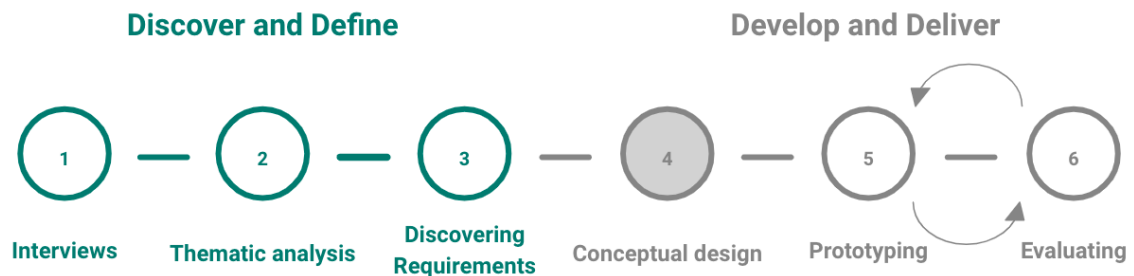 Discover and Define
Develop and Deliver
1
2
3
4
5
6
Interviews
Thematic analysis
Discovering
Requirements
Conceptual design
Prototyping
Evaluating